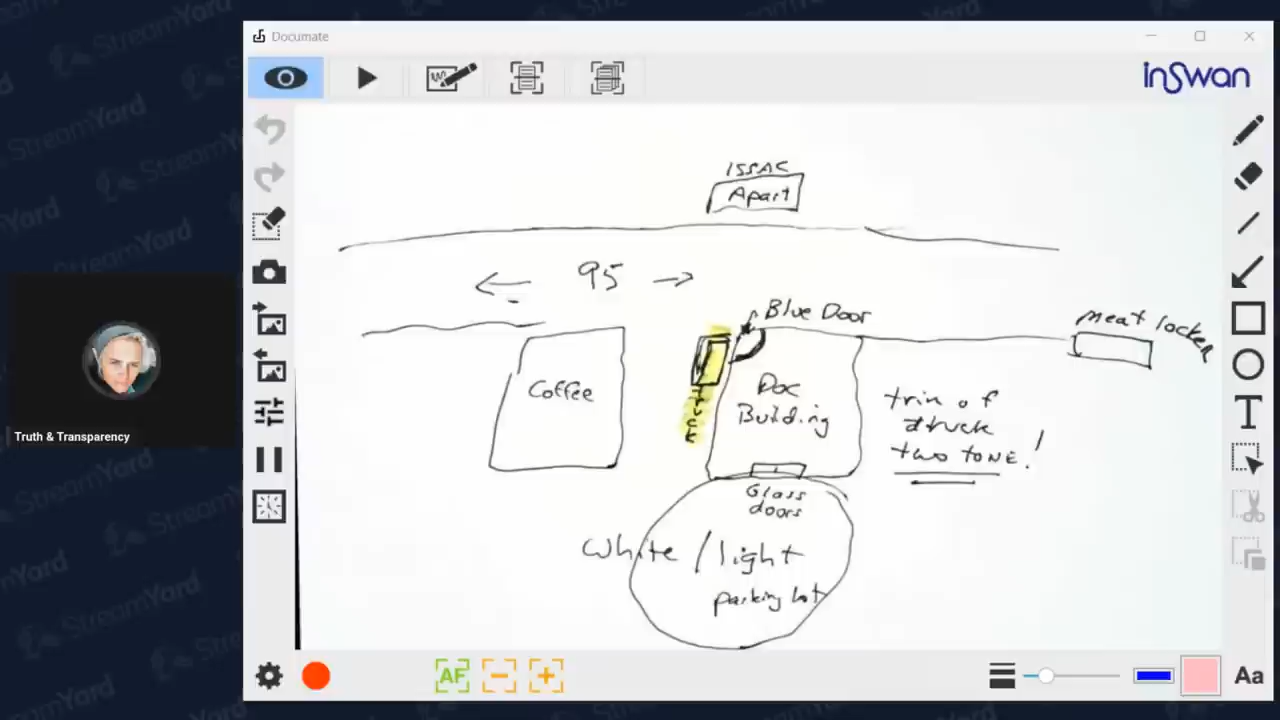 StreamYard
Documate
inSwan
ISSAC
Apart
95
Blue Door
meat locker
Coffee
TRUCK
Doc
Building
trim of
truck
two tone!
Glass
doors
White / light
parking lot
Truth & Transparency
T
AF
Aa